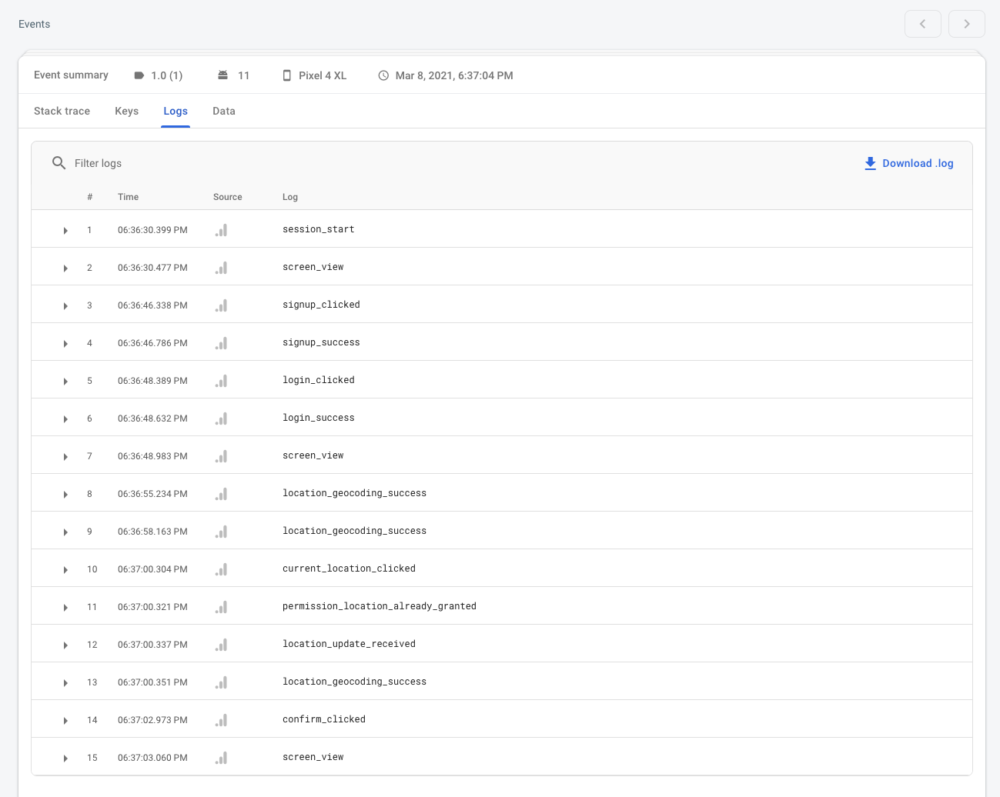 Events
Event summary 1.0 (1) 11 Pixel 4 XL Mar 8, 2021, 6:37:04 PM
Stack trace Keys Logs Data
Filter logs Download .log
# Time Source Log
1 06:36:30.399 PM session_start
2 06:36:30.477 PM screen_view
3 06:36:46.338 PM signup_clicked
4 06:36:46.786 PM signup_success
5 06:36:48.389 PM login_clicked
6 06:36:48.632 PM login_success
7 06:36:48.983 PM screen_view
8 06:36:55.234 PM location_geocoding_success
9 06:36:58.163 PM location_geocoding_success
10 06:37:00.304 PM current_location_clicked
11 06:37:00.321 PM permission_location_already_granted
12 06:37:00.337 PM location_update_received
13 06:37:00.351 PM location_geocoding_success
14 06:37:02.973 PM confirm_clicked
15 06:37:03.060 PM screen_view